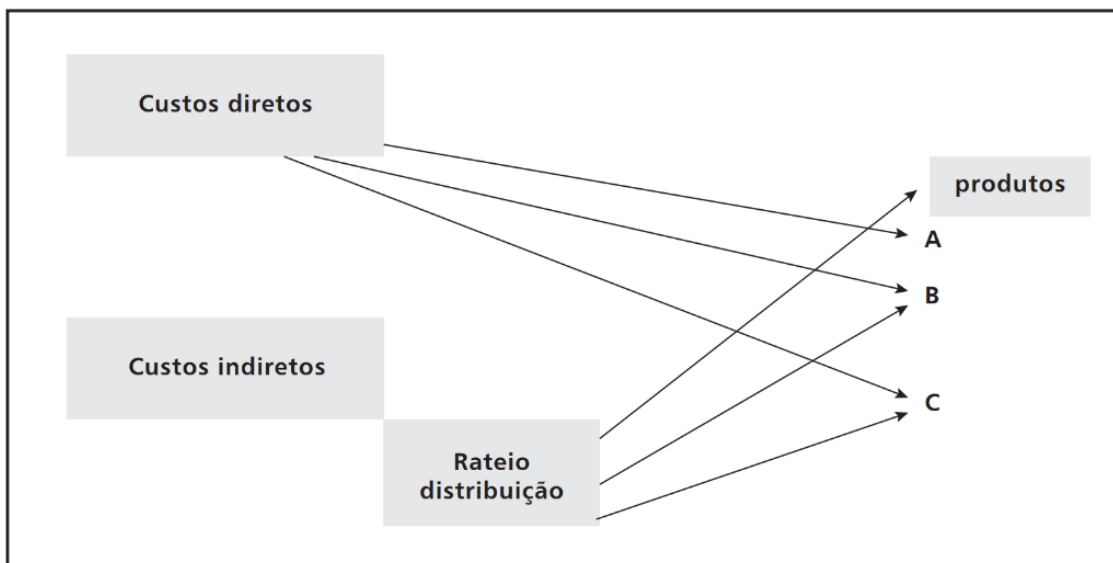 Custos diretos
produtos
A
B
Custos indiretos
C
Rateio
distribuição